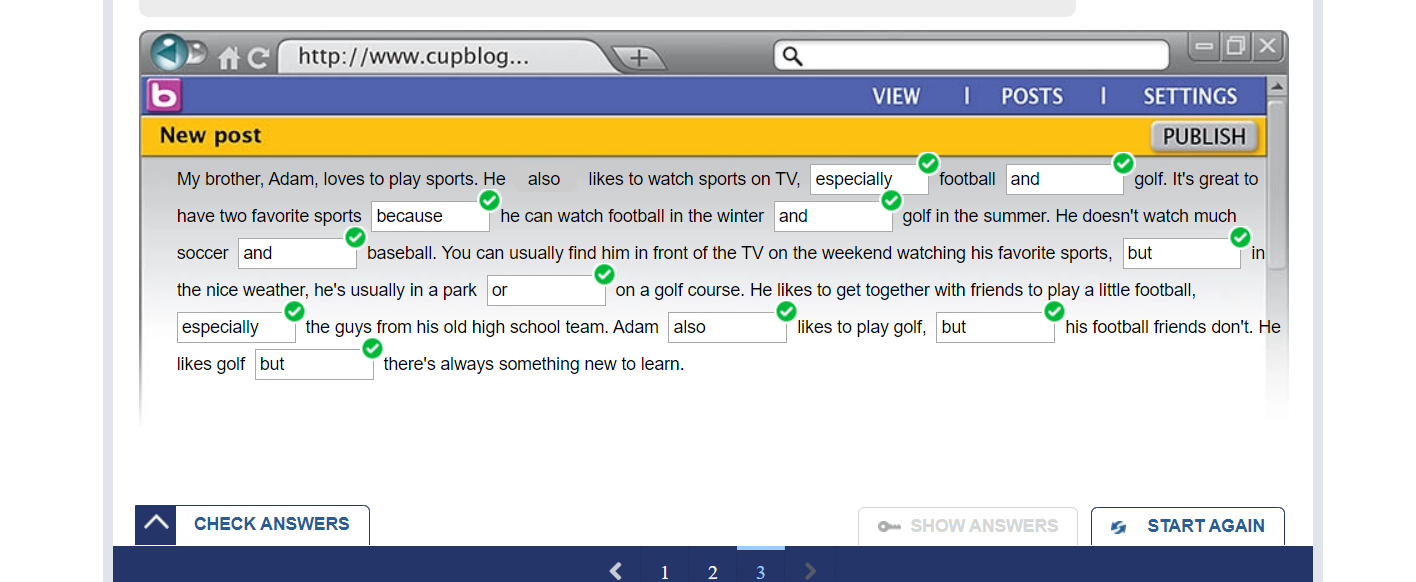 http://www.cupblog...
b
VIEW | POSTS | SETTINGS
New post PUBLISH
My brother, Adam, loves to play sports. He also likes to watch sports on TV, especially football and golf. It's great to
have two favorite sports because he can watch football in the winter and golf in the summer. He doesn't watch much
soccer and baseball. You can usually find him in front of the TV on the weekend watching his favorite sports, but in
the nice weather, he's usually in a park or on a golf course. He likes to get together with friends to play a little football,
especially the guys from his old high school team. Adam also likes to play golf, but his football friends don't. He
likes golf but there's always something new to learn.
CHECK ANSWERS SHOW ANSWERS START AGAIN
1 2 3